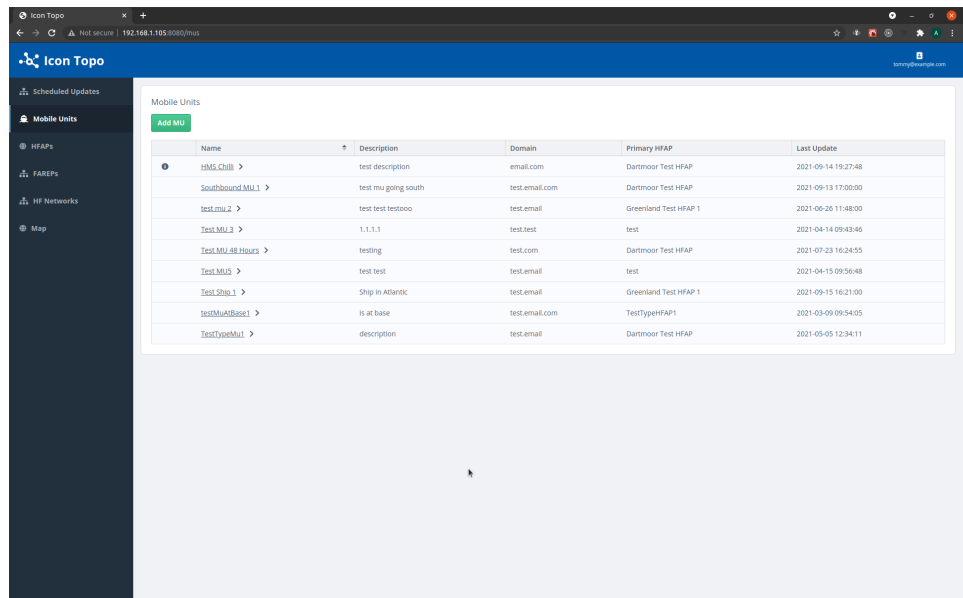 Icon Topo
Not secure | 192.168.1.105:8080/mus
A
Icon Topo
tommy@example.com
Scheduled Updates
Mobile Units
HFAPs
FAREPs
HF Networks
Map
Mobile Units
Add MU
Name Description Domain Primary HFAP Last Update
HMS Chilli test description email.com Dartmoor Test HFAP 2021-09-14 19:27:48
Southbound MU 1 test mu going south test.email.com Dartmoor Test HFAP 2021-09-13 17:00:00
test mu 2 test test testooo test.email Greenland Test HFAP 1 2021-06-26 11:48:00
Test MU 3 1.1.1.1 test.test test 2021-04-14 09:43:46
Test MU 48 Hours testing test.com Dartmoor Test HFAP 2021-07-23 16:24:55
Test MU5 test test test.email test 2021-04-15 09:56:48
Test Ship 1 Ship in Atlantic test.email Greenland Test HFAP 1 2021-09-15 16:21:00
testMuAtBase1 is at base test.email.com TestTypeHFAP1 2021-03-09 09:54:05
TestTypeMu1 description test.email Dartmoor Test HFAP 2021-05-05 12:34:11